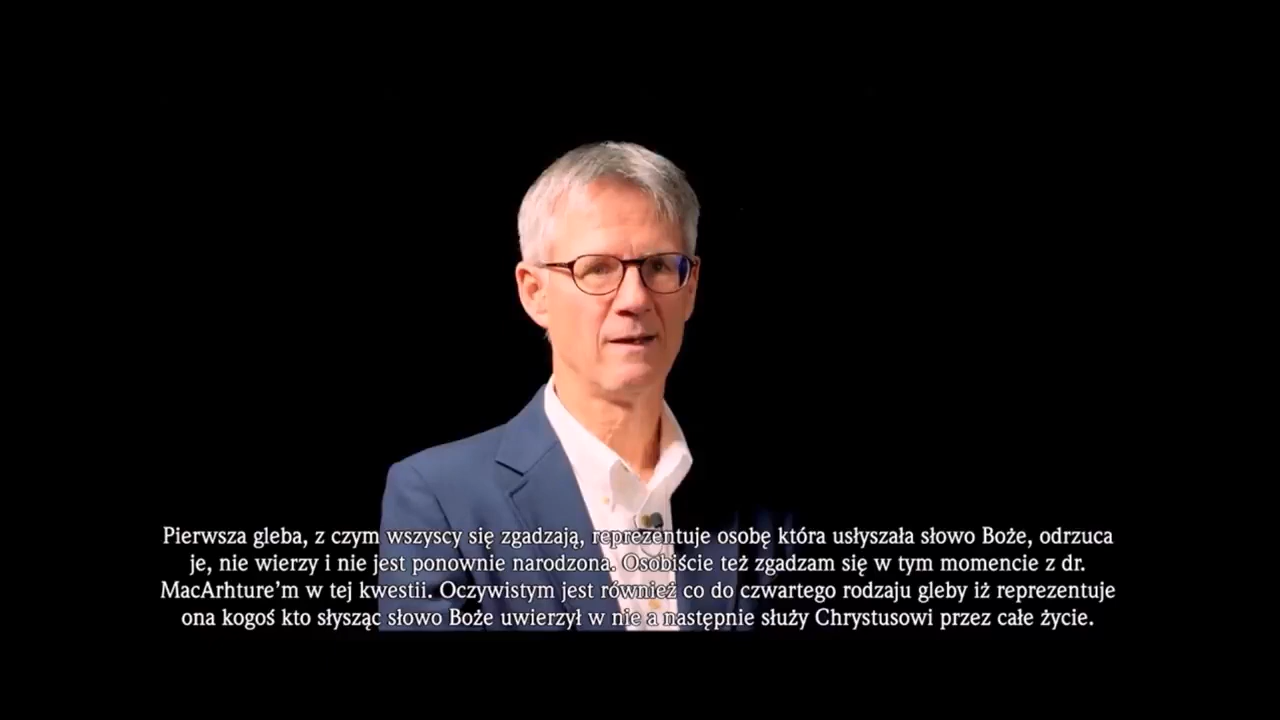 Pierwsza gleba, z czym wszyscy się zgadzają, reprezentuje osobę która usłyszała słowo Boże, odrzuca
je, nie wierzy i nie jest ponownie narodzona. Osobiście też zgadzam się w tym momencie z dr.
MacArhture'm w tej kwestii. Oczywistym jest również co do czwartego rodzaju gleby iż reprezentuje
ona kogoś kto słysząc słowo Boże uwierzył w nie a następnie służy Chrystusowi przez całe życie.